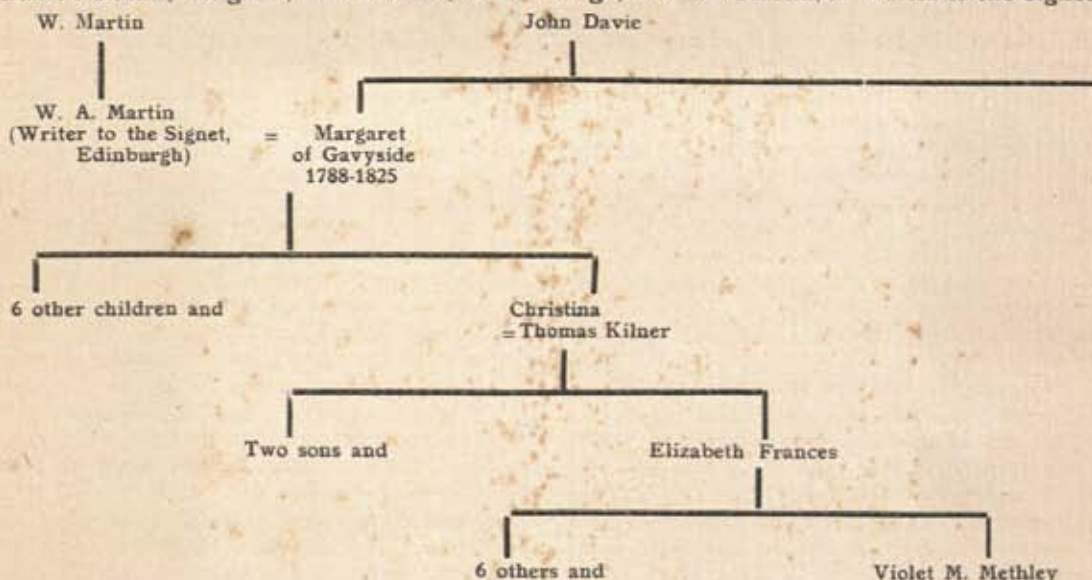 W. Martin
John Davie
W. A. Martin
(Writer to the Signet,
Edinburgh)
=
Margaret
of Gavyside
1788-1825
6 other children and
Christina
=Thomas Kilner
Two sons and
Elizabeth Frances
6 others and
Violet M. Methley